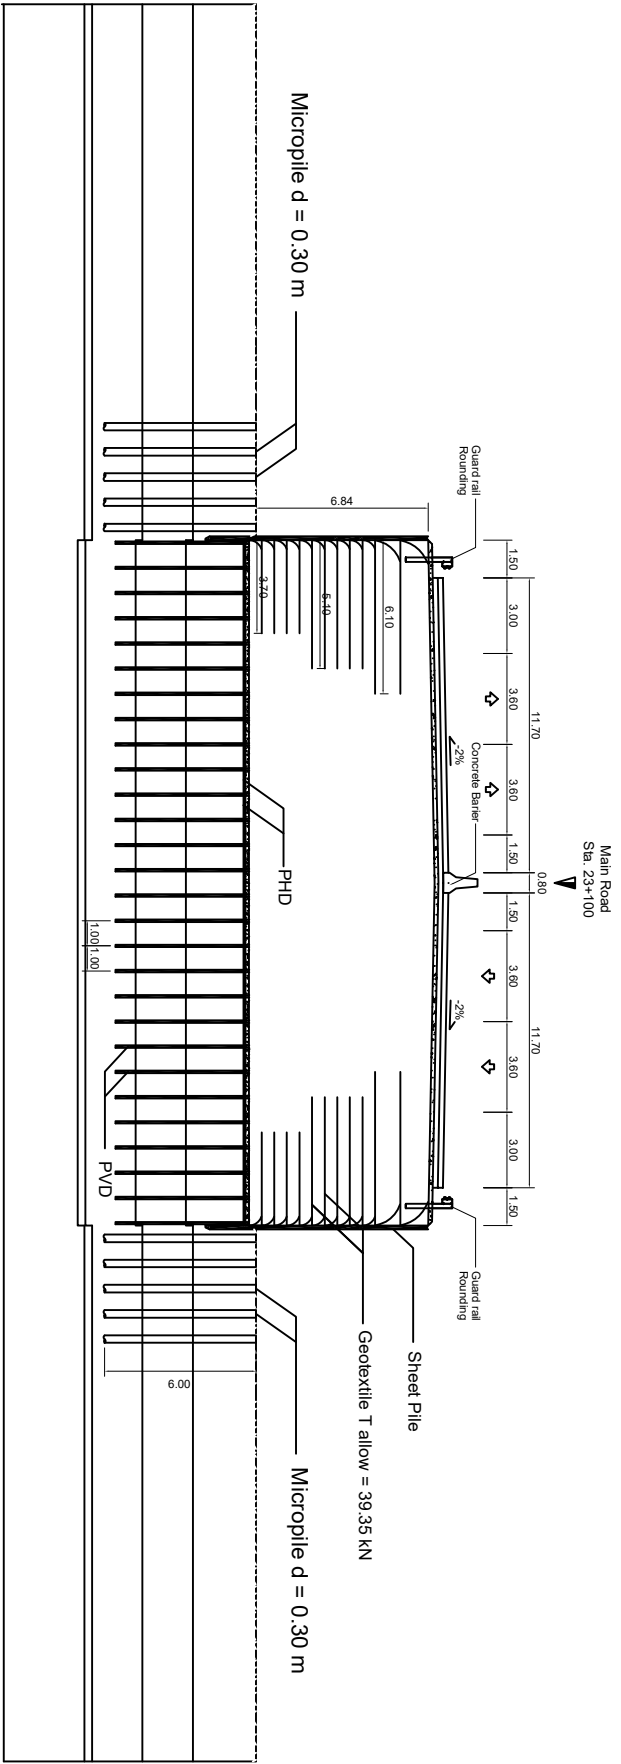 Main Road
Sta. 23+100
11.70
0.80
11.70
1.50
3.00
3.60
3.60
1.50
1.50
3.60
3.60
3.00
1.50
Guard rail
Rounding
-2%
Concrete Barier
-2%
Guard rail
Rounding
6.84
6.10
5.10
3.70
Sheet Pile
Geotextile T allow = 39.35 kN
Micropile d = 0.30 m
PHD
Micropile d = 0.30 m
6.00
PVD
1.00
1.00